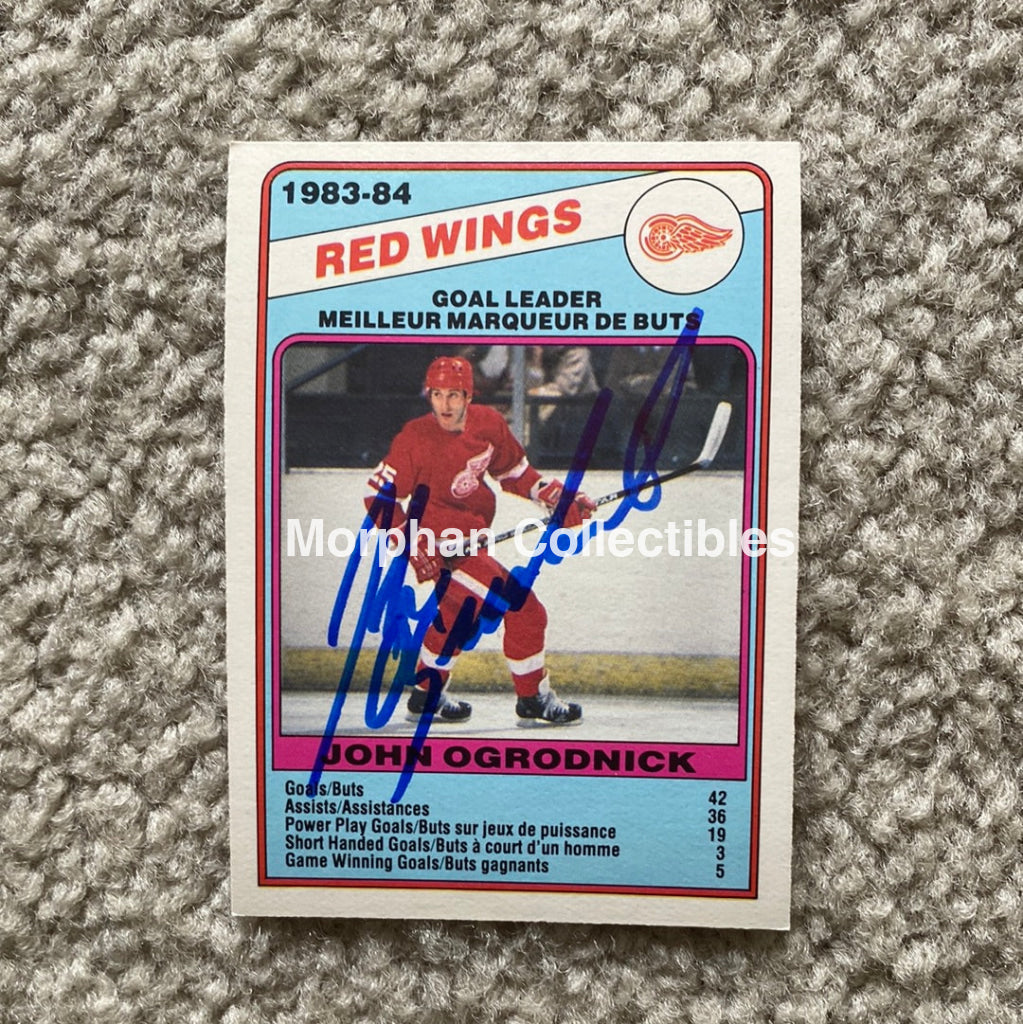 1983-84
RED WINGS
GOAL LEADER
MEILLEUR MARQUEUR DE BUTS
25
Morphan Collectibles
JOHN OGRODNICK
Goals/Buts 42
Assists/Assistances 36
Power Play Goals/Buts sur jeux de puissance 19
Short Handed Goals/Buts à court d'un homme 3
Game Winning Goals/Buts gagnants 5